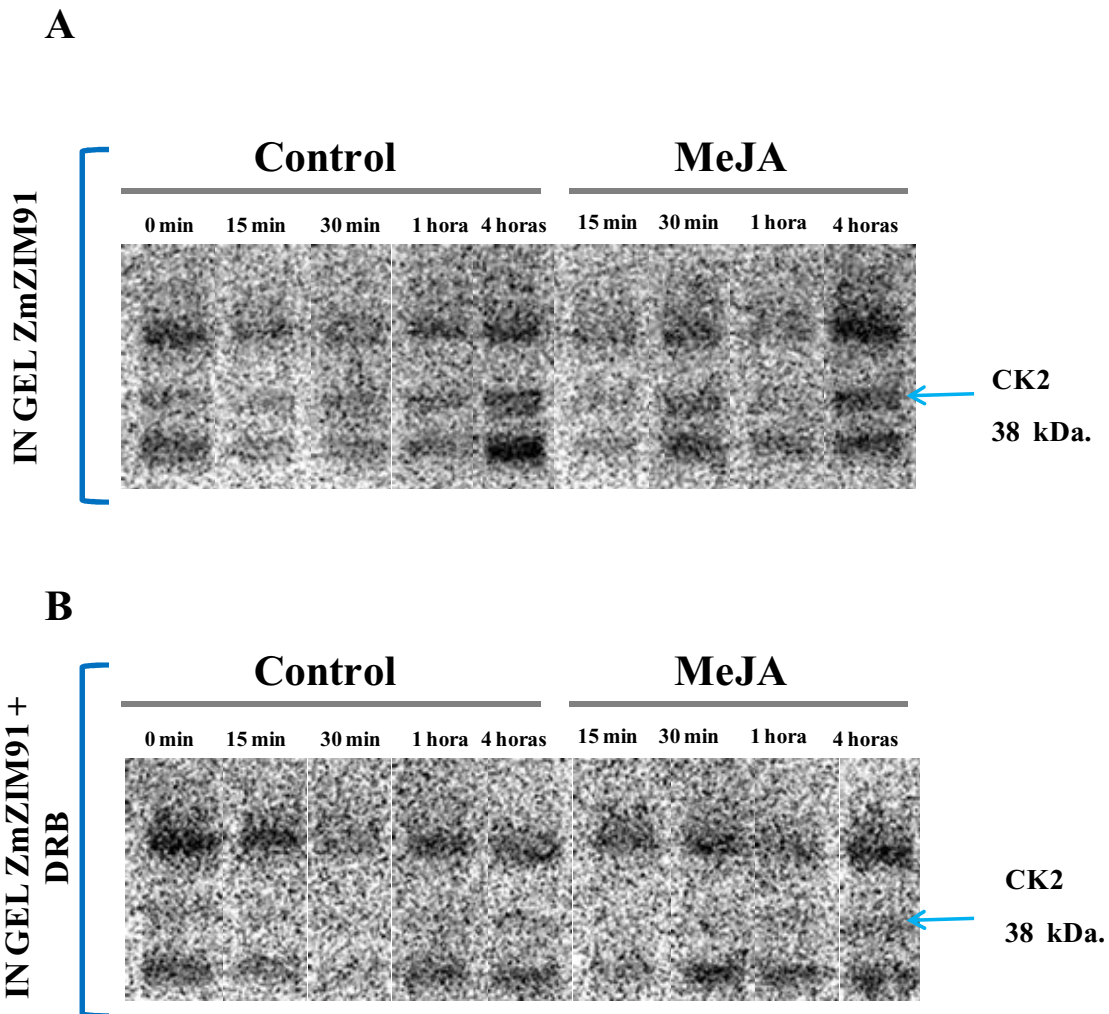 A
Control MeJA
0 min 15 min 30 min 1 hora 4 horas 15 min 30 min 1 hora 4 horas
IN GEL ZmZIM91
CK2
38 kDa.
B
Control MeJA
0 min 15 min 30 min 1 hora 4 horas 15 min 30 min 1 hora 4 horas
IN GEL ZmZIM91 +
DRB
CK2
38 kDa.